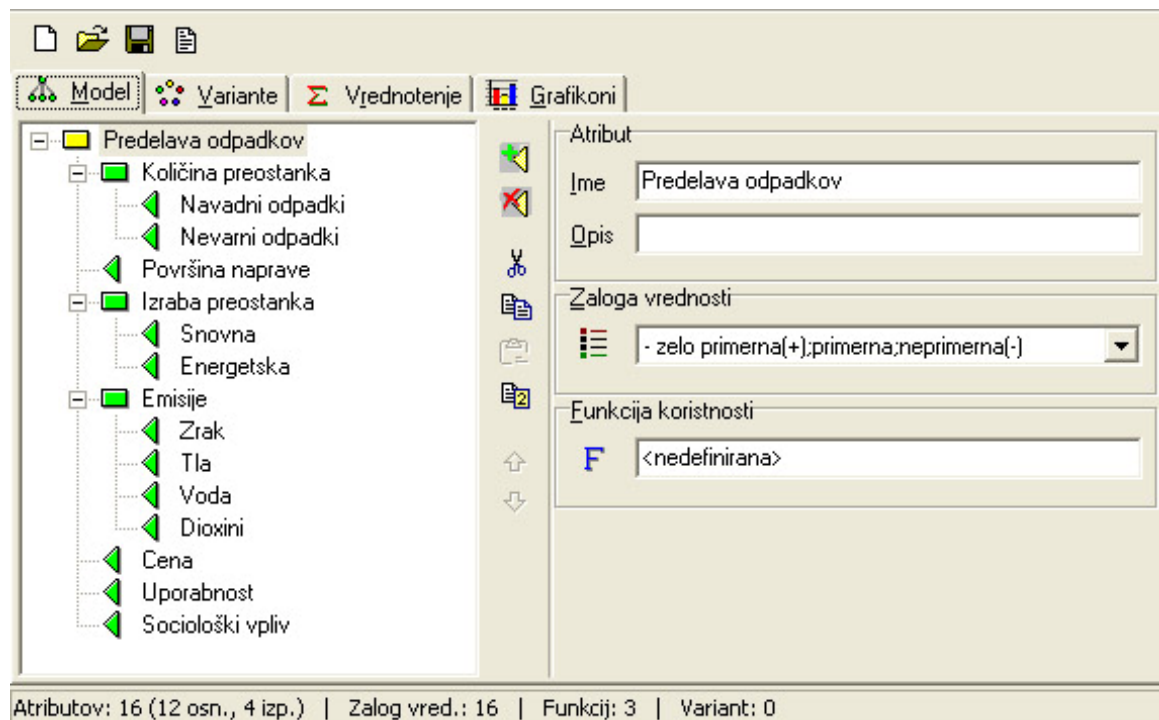 Model Variante Σ Vrednotenje Grafikoni
Predelava odpadkov
Količina preostanka
Navadni odpadki
Nevarni odpadki
Površina naprave
Izraba preostanka
Snovna
Energetska
Emisije
Zrak
Tla
Voda
Dioxini
Cena
Uporabnost
Sociološki vpliv
2
Atribut
Ime Predelava odpadkov
Opis
Zaloga vrednosti
- zelo primerna(+);primerna;neprimerna(-)
Funkcija koristnosti
F <nedefinirana>
Atributov: 16 (12 osn., 4 izp.) | Zalog vred.: 16 | Funkcij: 3 | Variant: 0